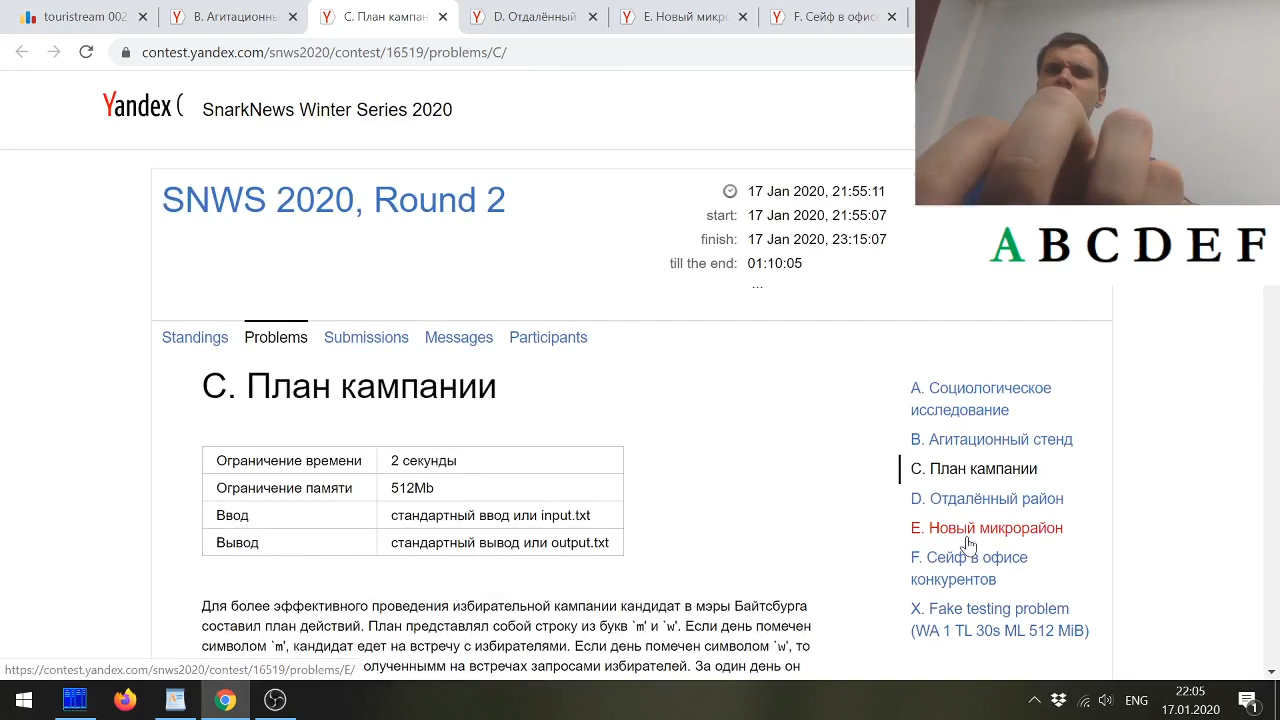 touristream 002
B. Агитационны
C. План кампан
D. Отдалённый
E. Новый микро
F. Сейф в офис
contest.yandex.com/snws2020/contest/16519/problems/C/
Yandex (
SnarkNews Winter Series 2020
SNWS 2020, Round 2
17 Jan 2020, 21:55:11
start: 17 Jan 2020, 21:55:07
finish: 17 Jan 2020, 23:15:07
till the end: 01:10:05
...
A B C D E F
Standings Problems Submissions Messages Participants
C. План кампании
Ограничение времени 2 секунды
Ограничение памяти 512Mb
Ввод стандартный ввод или input.txt
Вывод стандартный вывод или output.txt
Для более эффективного проведения избирательной кампании кандидат в мэры Байтсбурга
составил план действий. План представлял собой строку из букв `m' и `w'. Если день помечен
символом `m', кандидат едет на встречу с избирателями. Если день помечен символом `w', то
олученнымм на встречах запросами избирателей. За один день он
A. Социологическое
исследование
B. Агитационный стенд
C. План кампании
D. Отдалённый район
E. Новый микрорайон
F. Сейф в офисе
конкурентов
X. Fake testing problem
(WA 1 TL 30s ML 512 MiB)
https://contest.yandex.com/snws2020/contest/16519/problems/E/
ENG
22:05
17.01.2020
1